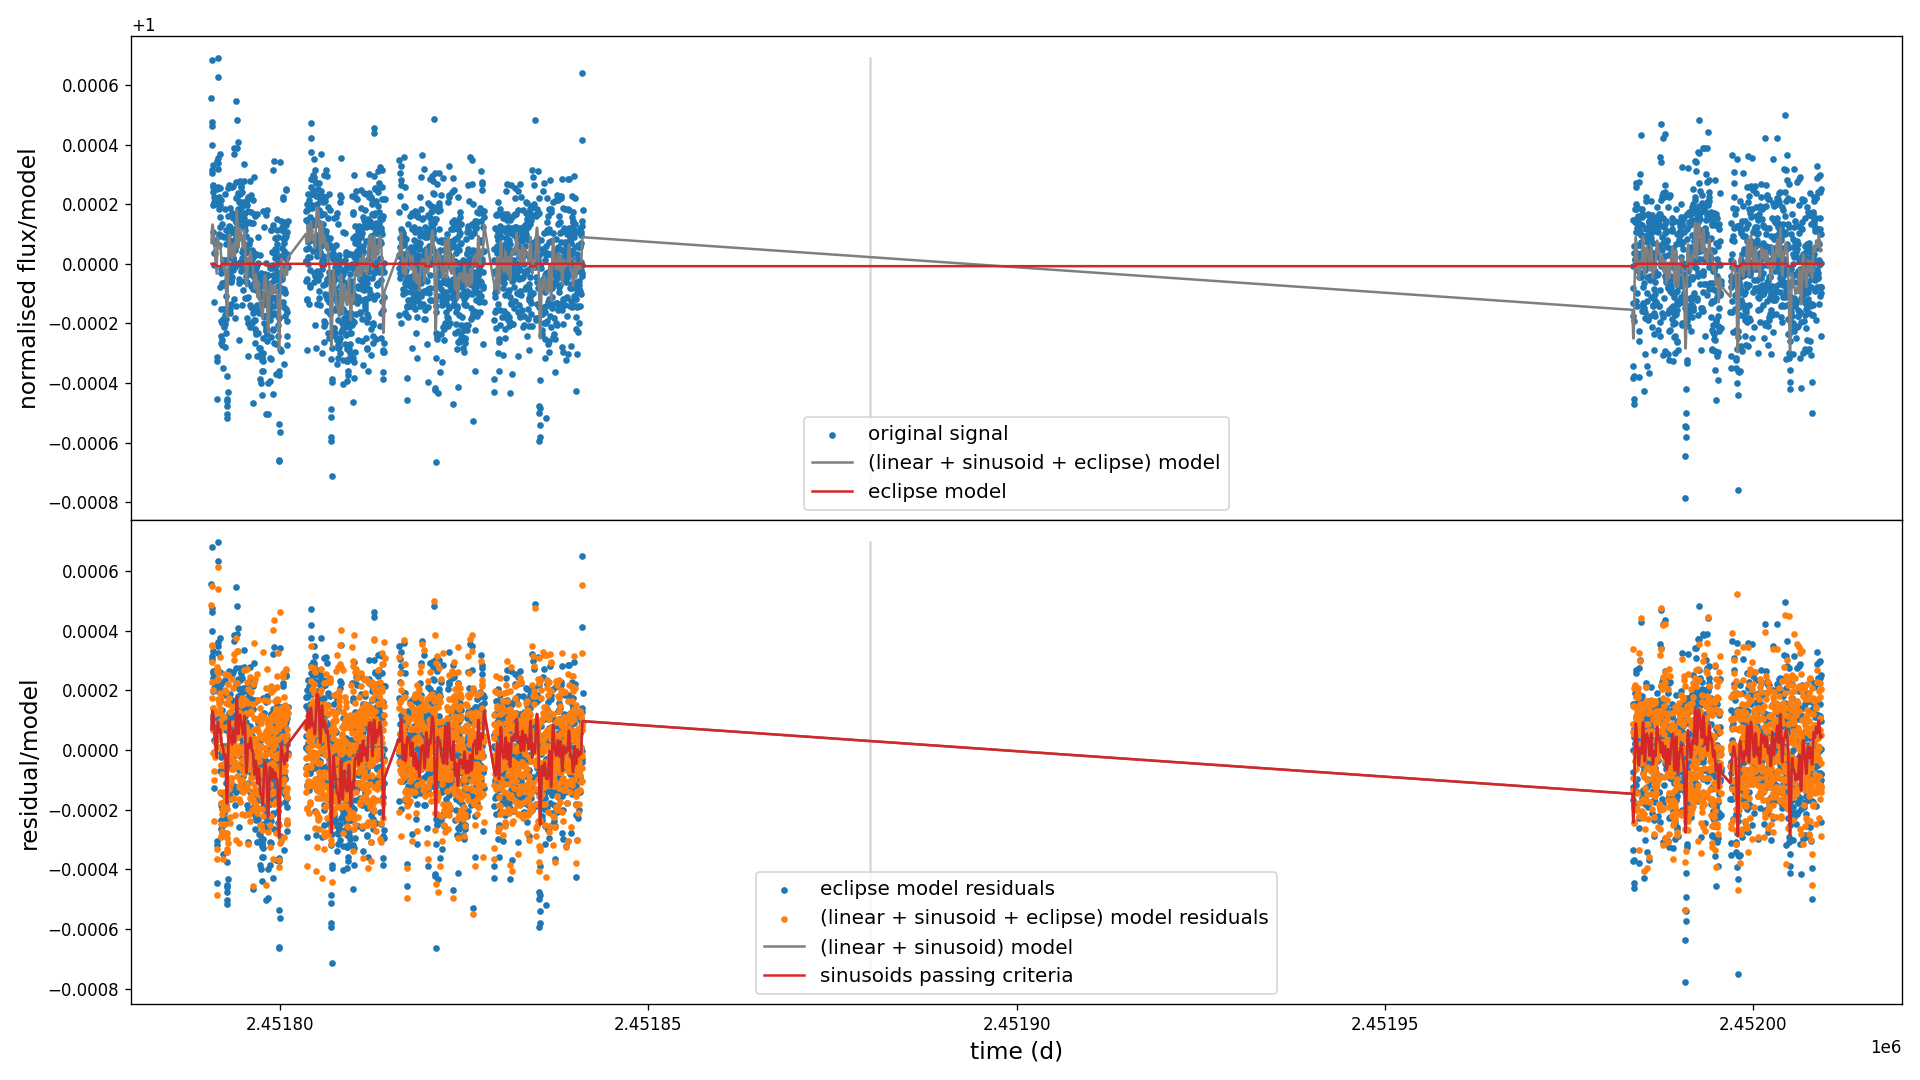 +1
0.0006
0.0004
0.0002
0.0000
−0.0002
−0.0004
−0.0006
−0.0008
normalised flux/model
original signal
(linear + sinusoid + eclipse) model
eclipse model
0.0006
0.0004
0.0002
0.0000
−0.0002
−0.0004
−0.0006
−0.0008
residual/model
eclipse model residuals
(linear + sinusoid + eclipse) model residuals
(linear + sinusoid) model
sinusoids passing criteria
2.45180 2.45185 2.45190 2.45195 2.45200
1e6
time (d)